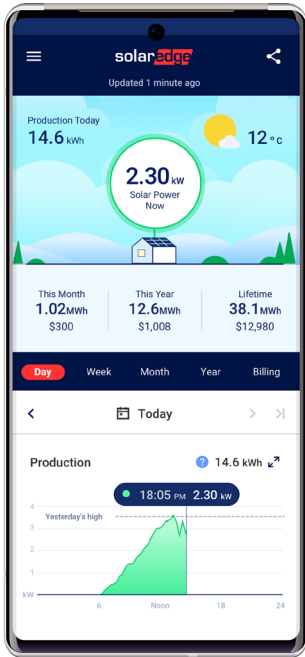 solaredge
Updated 1 minute ago
Production Today
14.6 kWh
12 °C
2.30 kW
Solar Power
Now
This Month
This Year
Lifetime
1.02MWh
12.6MWh
38.1MWh
$300
$1,008
$12,980
Day Week Month Year Billing
Today
Production
? 14.6 kWh
18:05 PM 2.30 kW
4
Yesterday's high
3
2
1
kW
6 Noon 18 24